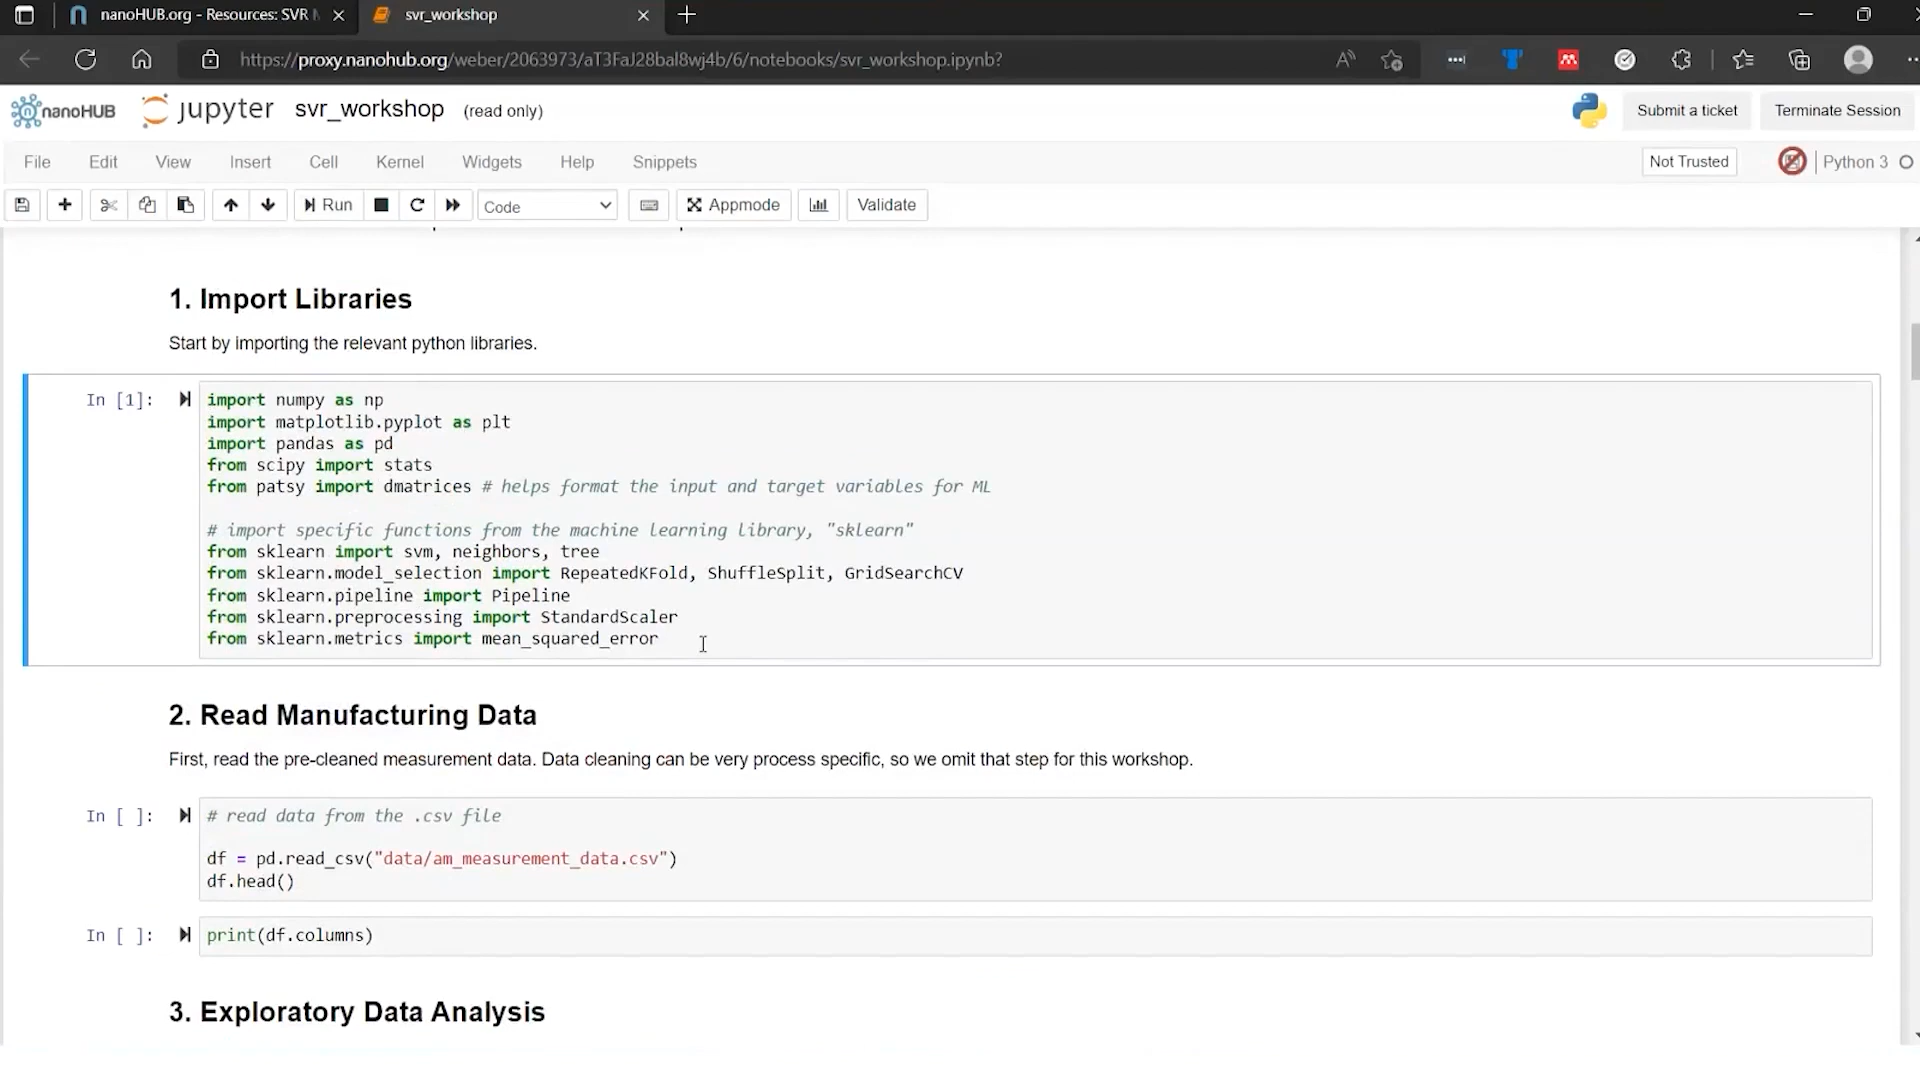 nanoHUB.org - Resources: SVR
svr_workshop
https://proxy.nanohub.org/weber/2063973/aT3FaJ28bal8wj4b/6/notebooks/svr_workshop.ipynb?
nanoHUB jupyter svr_workshop (read only) Submit a ticket Terminate Session
File Edit View Insert Cell Kernel Widgets Help Snippets Not Trusted Python 3
Run Code Appmode Validate
1. Import Libraries
Start by importing the relevant python libraries.
In [1]: import numpy as np
import matplotlib.pyplot as plt
import pandas as pd
from scipy import stats
from patsy import dmatrices # helps format the input and target variables for ML
# import specific functions from the machine learning library, "sklearn"
from sklearn import svm, neighbors, tree
from sklearn.model_selection import RepeatedKFold, ShuffleSplit, GridSearchCV
from sklearn.pipeline import Pipeline
from sklearn.preprocessing import StandardScaler
from sklearn.metrics import mean_squared_error
2. Read Manufacturing Data
First, read the pre-cleaned measurement data. Data cleaning can be very process specific, so we omit that step for this workshop.
In [ ]: # read data from the .csv file
df = pd.read_csv("data/am_measurement_data.csv")
df.head()
In [ ]: print(df.columns)
3. Exploratory Data Analysis